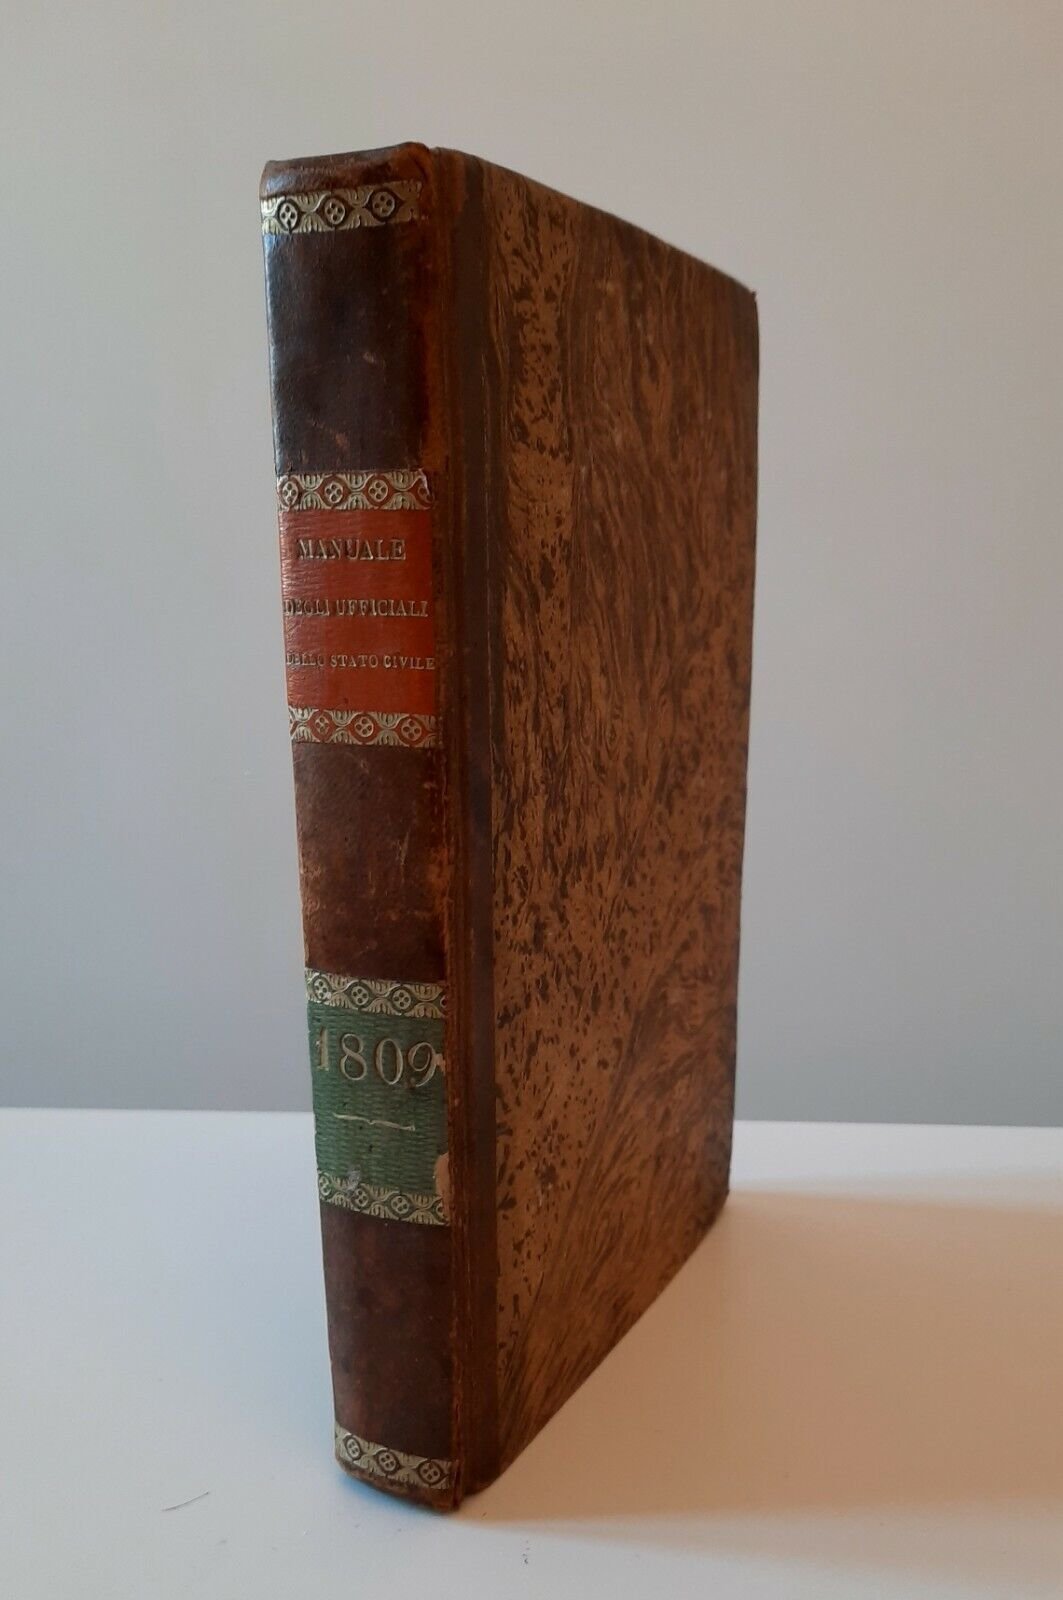 MANUALE
DEGLI UFFICIALI
DELLO STATO CIVILE
1809